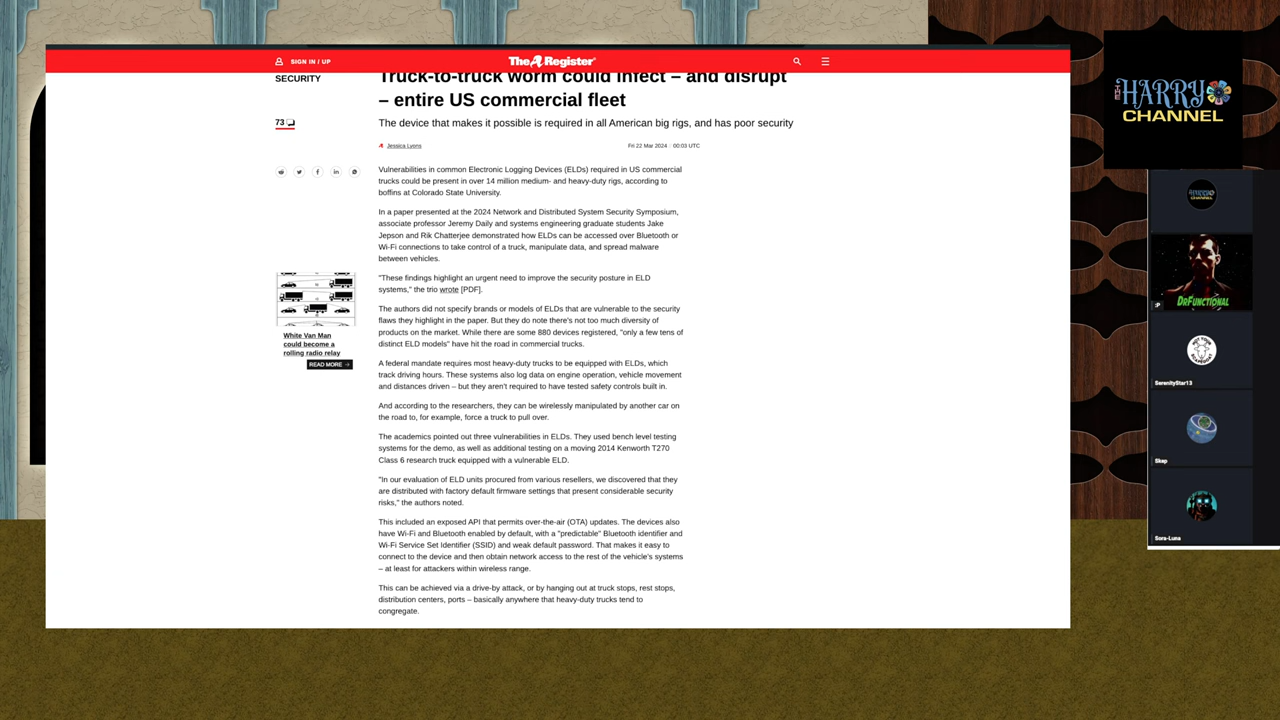 SIGN IN / UP
The Register
SECURITY
Truck-to-truck worm could infect – and disrupt
– entire US commercial fleet
73
The device that makes it possible is required in all American big rigs, and has poor security
Jessica Lyons
Fri 22 Mar 2024 00:03 UTC
Vulnerabilities in common Electronic Logging Devices (ELDs) required in US commercial
trucks could be present in over 14 million medium- and heavy-duty rigs, according to
boffins at Colorado State University.
In a paper presented at the 2024 Network and Distributed System Security Symposium,
associate professor Jeremy Daily and systems engineering graduate students Jake
Jepson and Rik Chatterjee demonstrated how ELDs can be accessed over Bluetooth or
Wi-Fi connections to take control of a truck, manipulate data, and spread malware
between vehicles.
"These findings highlight an urgent need to improve the security posture in ELD
systems," the trio wrote [PDF].
The authors did not specify brands or models of ELDs that are vulnerable to the security
flaws they highlight in the paper. But they do note there's not too much diversity of
products on the market. While there are some 880 devices registered, "only a few tens of
distinct ELD models" have hit the road in commercial trucks.
A federal mandate requires most heavy-duty trucks to be equipped with ELDs, which
track driving hours. These systems also log data on engine operation, vehicle movement
and distances driven – but they aren't required to have tested safety controls built in.
And according to the researchers, they can be wirelessly manipulated by another car on
the road to, for example, force a truck to pull over.
The academics pointed out three vulnerabilities in ELDs. They used bench level testing
systems for the demo, as well as additional testing on a moving 2014 Kenworth T270
Class 6 research truck equipped with a vulnerable ELD.
"In our evaluation of ELD units procured from various resellers, we discovered that they
are distributed with factory default firmware settings that present considerable security
risks," the authors noted.
This included an exposed API that permits over-the-air (OTA) updates. The devices also
have Wi-Fi and Bluetooth enabled by default, with a "predictable" Bluetooth identifier and
Wi-Fi Service Set Identifier (SSID) and weak default password. That makes it easy to
connect to the device and then obtain network access to the rest of the vehicle's systems
– at least for attackers within wireless range.
This can be achieved via a drive-by attack, or by hanging out at truck stops, rest stops,
distribution centers, ports – basically anywhere that heavy-duty trucks tend to
congregate.
White Van Man
could become a
rolling radio relay
READ MORE →
THE HARRY
CHANNEL
DRFUNCTIONAL
SerenityStar13
Skep
Sora-Luna